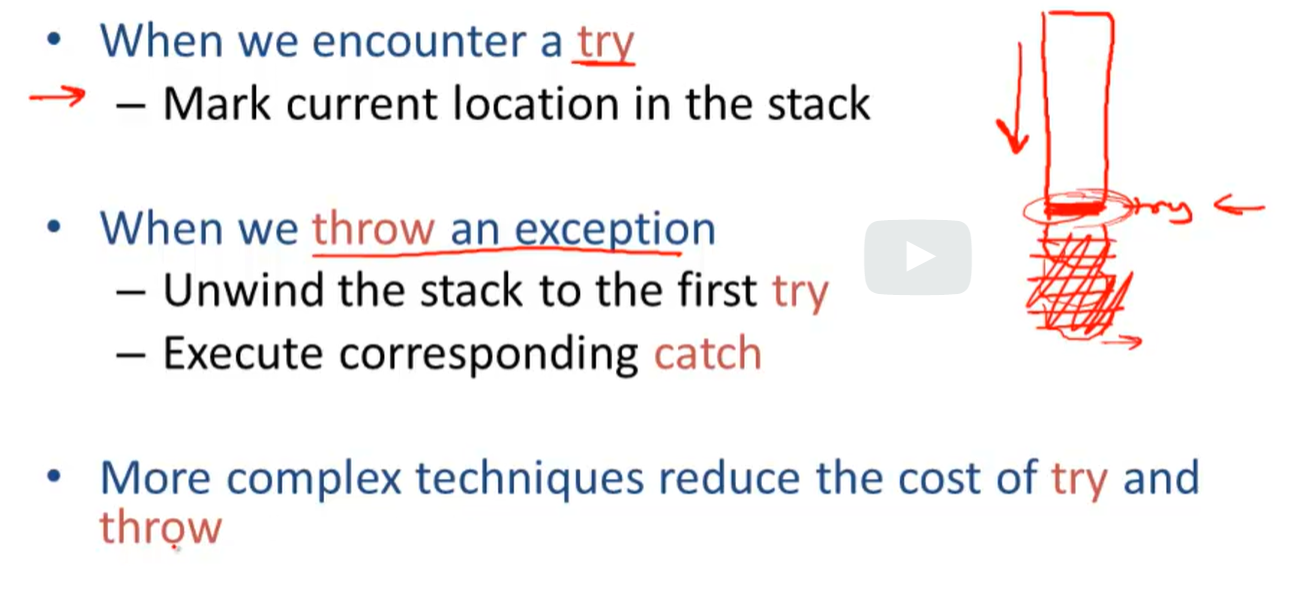 • When we encounter a try
– Mark current location in the stack
try
• When we throw an exception
– Unwind the stack to the first try
– Execute corresponding catch
• More complex techniques reduce the cost of try and
throw